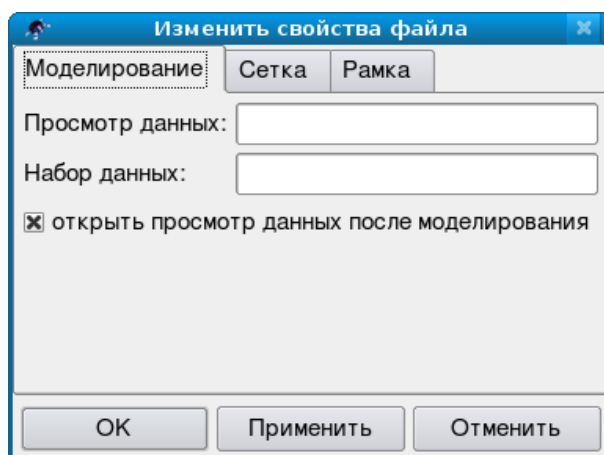 Изменить свойства файла
Моделирование Сетка Рамка
Просмотр данных:
Набор данных:
открыть просмотр данных после моделирования
OK Применить Отменить